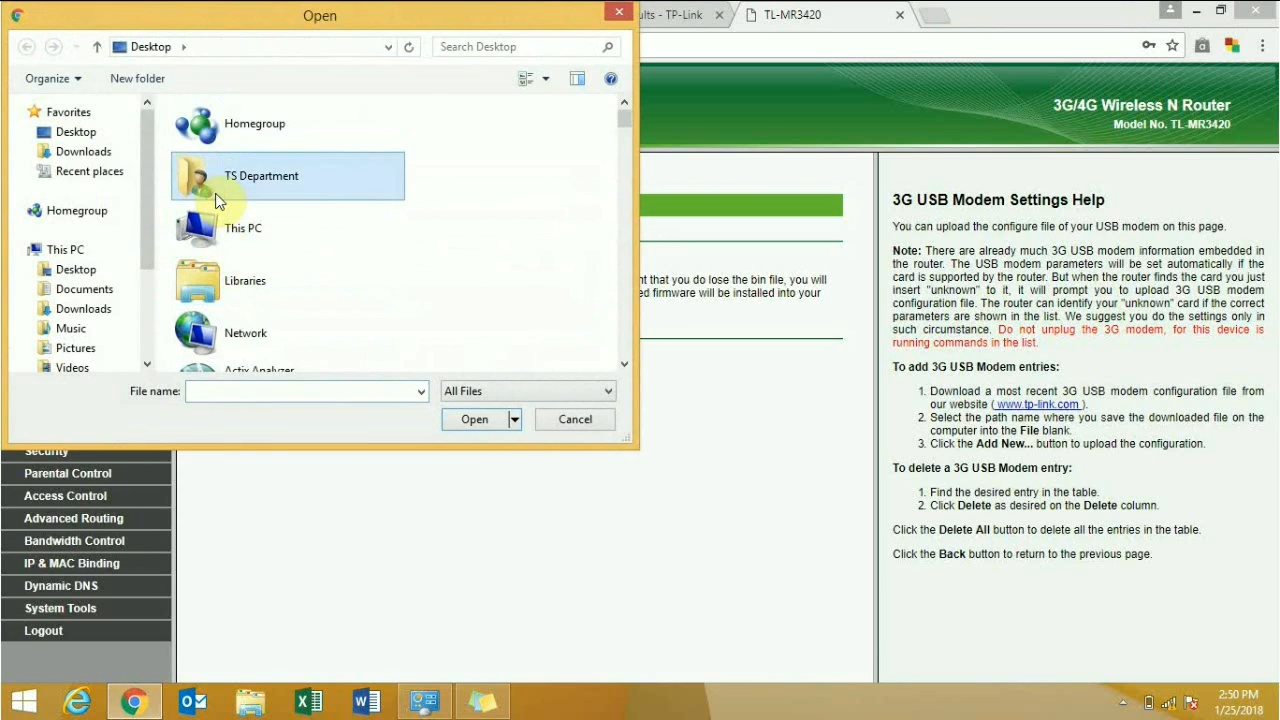 Open
ults - TP-Link
TL-MR3420
Desktop
Search Desktop
Organize
New folder
Favorites
Desktop
Downloads
Recent places
Homegroup
This PC
Desktop
Documents
Downloads
Music
Pictures
Videos
Homegroup
TS Department
This PC
Libraries
Network
Actix Analyzer
File name:
All Files
Open
Cancel
3G/4G Wireless N Router
Model No. TL-MR3420
nt that you do lose the bin file, you will
ed firmware will be installed into your
Security
Parental Control
Access Control
Advanced Routing
Bandwidth Control
IP & MAC Binding
Dynamic DNS
System Tools
Logout
3G USB Modem Settings Help
You can upload the configure file of your USB modem on this page.
Note: There are already much 3G USB modem information embedded in
the router. The USB modem parameters will be set automatically if the
card is supported by the router. But when the router finds the card you just
insert "unknown" to it, it will prompt you to upload 3G USB modem
configuration file. The router can identify your "unknown" card if the correct
parameters are shown in the list. We suggest you do the settings only in
such circumstance. Do not unplug the 3G modem, for this device is
running commands in the list.
To add 3G USB Modem entries:
1. Download a most recent 3G USB modem configuration file from
our website ( www.tp-link.com ).
2. Select the path name where you save the downloaded file on the
computer into the File blank.
3. Click the Add New... button to upload the configuration.
To delete a 3G USB Modem entry:
1. Find the desired entry in the table.
2. Click Delete as desired on the Delete column.
Click the Delete All button to delete all the entries in the table.
Click the Back button to return to the previous page.
2:50 PM
1/25/2018